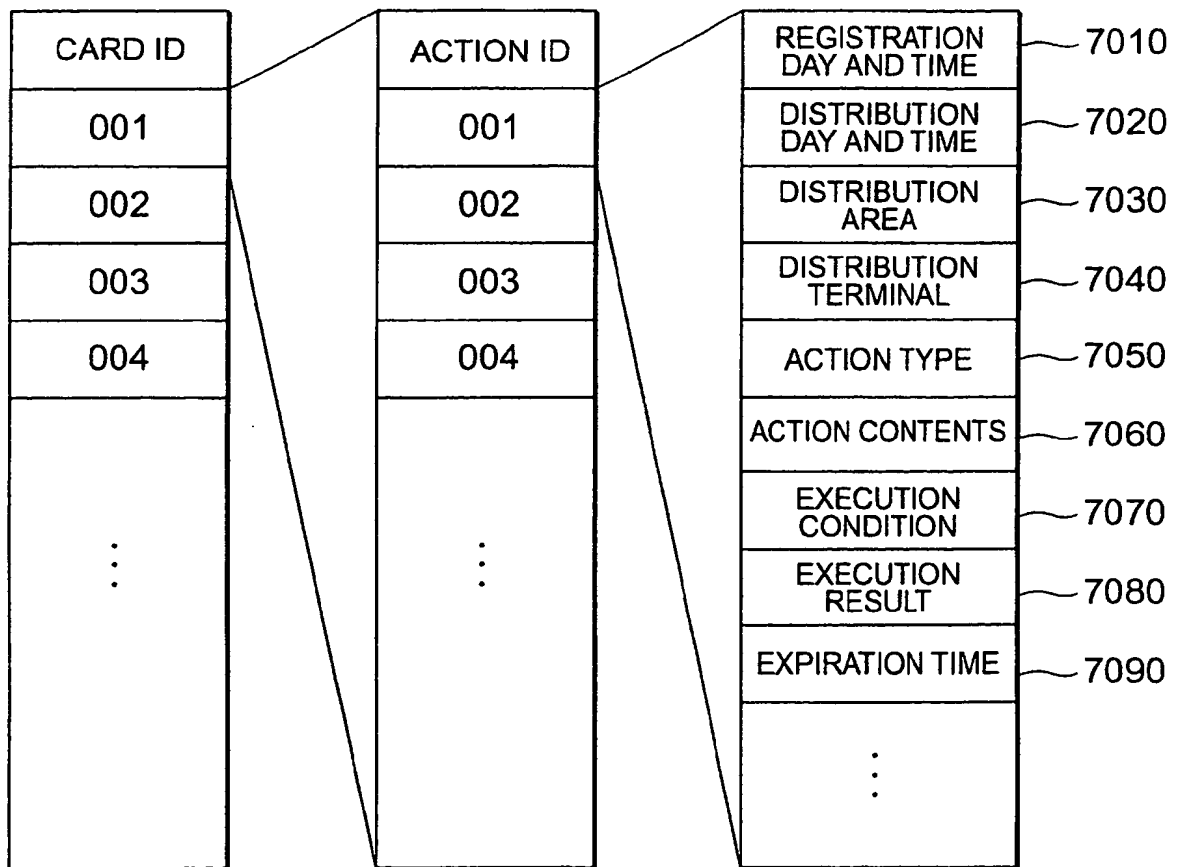 CARD ID
001
002
003
004
ACTION ID
001
002
003
004
REGISTRATION
DAY AND TIME
7010
DISTRIBUTION
DAY AND TIME
7020
DISTRIBUTION
AREA
7030
DISTRIBUTION
TERMINAL
7040
ACTION TYPE
7050
ACTION CONTENTS
7060
EXECUTION
CONDITION
7070
EXECUTION
RESULT
7080
EXPIRATION TIME
7090